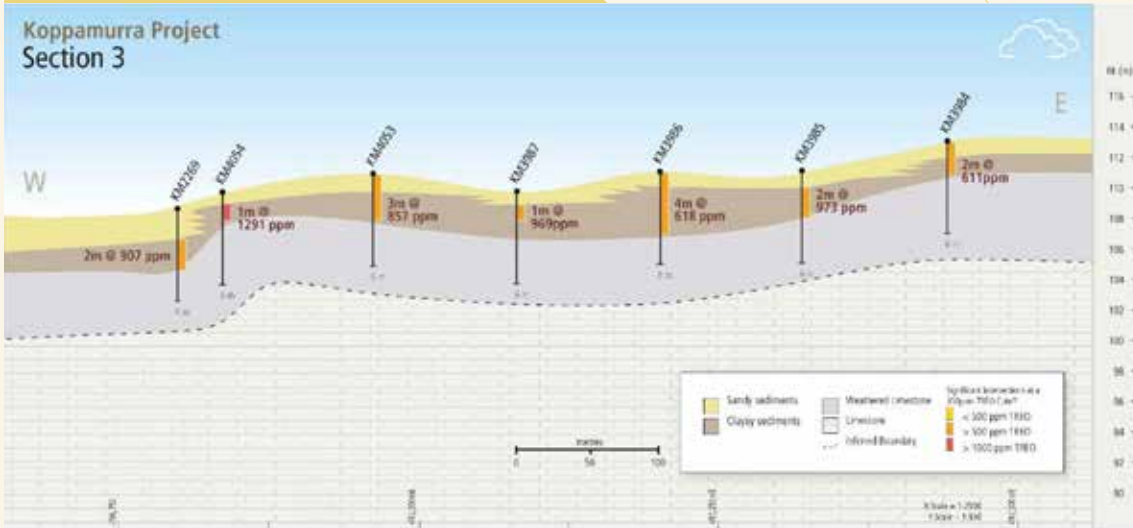 Koppamurra Project
Section 3
W
E
KM2269
KM4054
KM4053
KM3987
KM3986
KM3985
KM3984
2m @ 907 ppm
1m @
1291 ppm
3m @
857 ppm
1m @
969ppm
4m @
618 ppm
2m @
973 ppm
2m @
611ppm
116
114
112
110
108
106
104
102
100
98
96
94
92
90
Sandy sediments
Clayey sediments
Weathered Limestone
Limestone
Inferred Boundary
< 500 ppm TREO
> 500 ppm TREO
> 1000 ppm TREO
metres
0
50
100